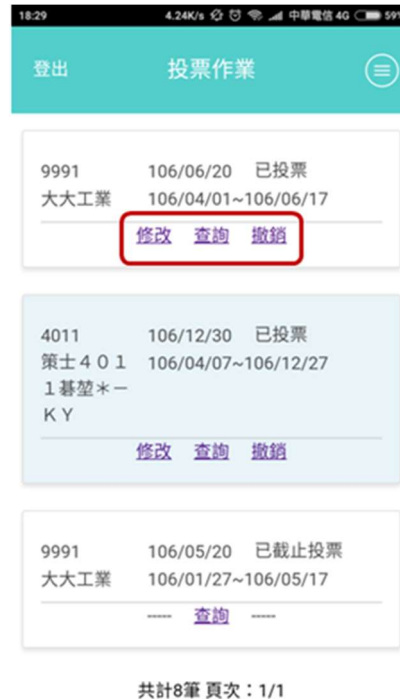 18:29 4.24K/s 中華電信 4G 59%
登出 投票作業
9991 106/06/20 已投票
大大工業 106/04/01~106/06/17
修改 查詢 撤銷
4011 106/12/30 已投票
策士４０１ 106/04/07~106/12/27
１碁堃＊－
ＫＹ
修改 查詢 撤銷
9991 106/05/20 已截止投票
大大工業 106/01/27~106/05/17
----- 查詢 -----
共計8筆 頁次：1/1